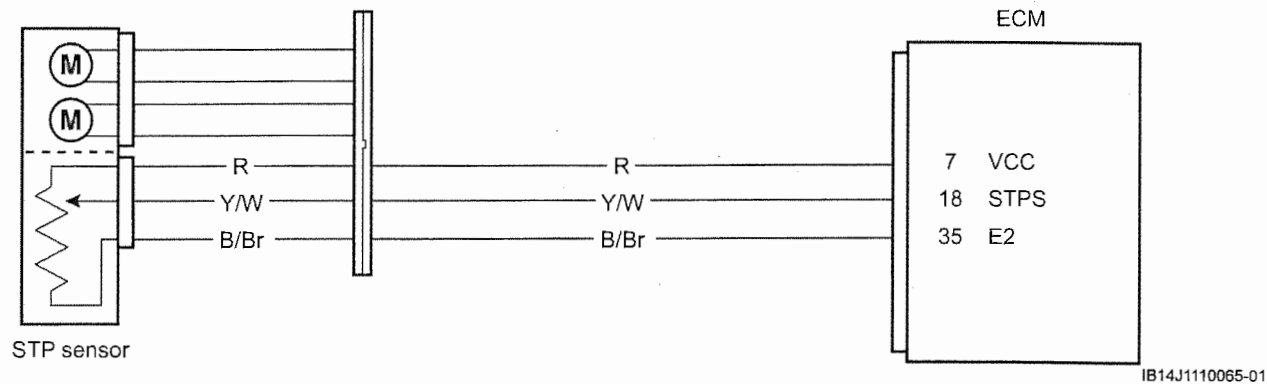 ECM
M
M
R R 7 VCC
Y/W Y/W 18 STPS
B/Br B/Br 35 E2
STP sensor
IB14J1110065-01